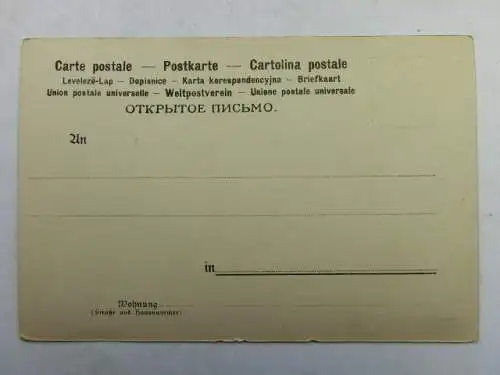 Carte postale — Postkarte — Cartolina postale
Levelezö-Lap – Dopisnice – Karta korespondencyjna – Briefkaart
Union postale universelle – Weltpostverein – Unione postale universale
ОТКРЫТОЕ ПИСЬМО.
An
in
Wohnung
(Straße und Hausnummer)